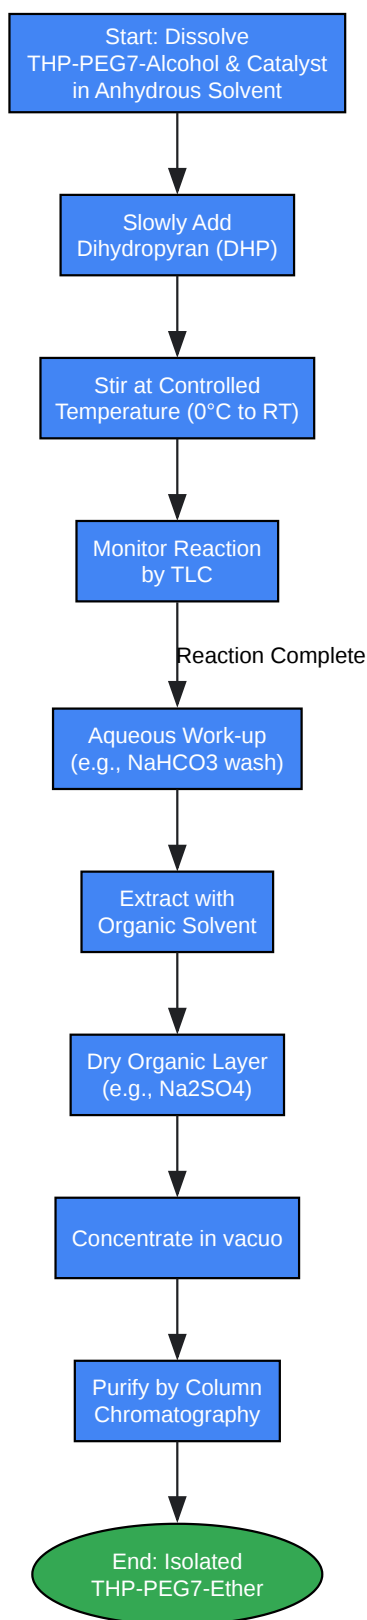 Start: Dissolve
THP-PEG7-Alcohol & Catalyst
in Anhydrous Solvent
Slowly Add
Dihydropyran (DHP)
Stir at Controlled
Temperature (0°C to RT)
Monitor Reaction
by TLC
Reaction Complete
Aqueous Work-up
(e.g., NaHCO3 wash)
Extract with
Organic Solvent
Dry Organic Layer
(e.g., Na2SO4)
Concentrate in vacuo
Purify by Column
Chromatography
End: Isolated
THP-PEG7-Ether